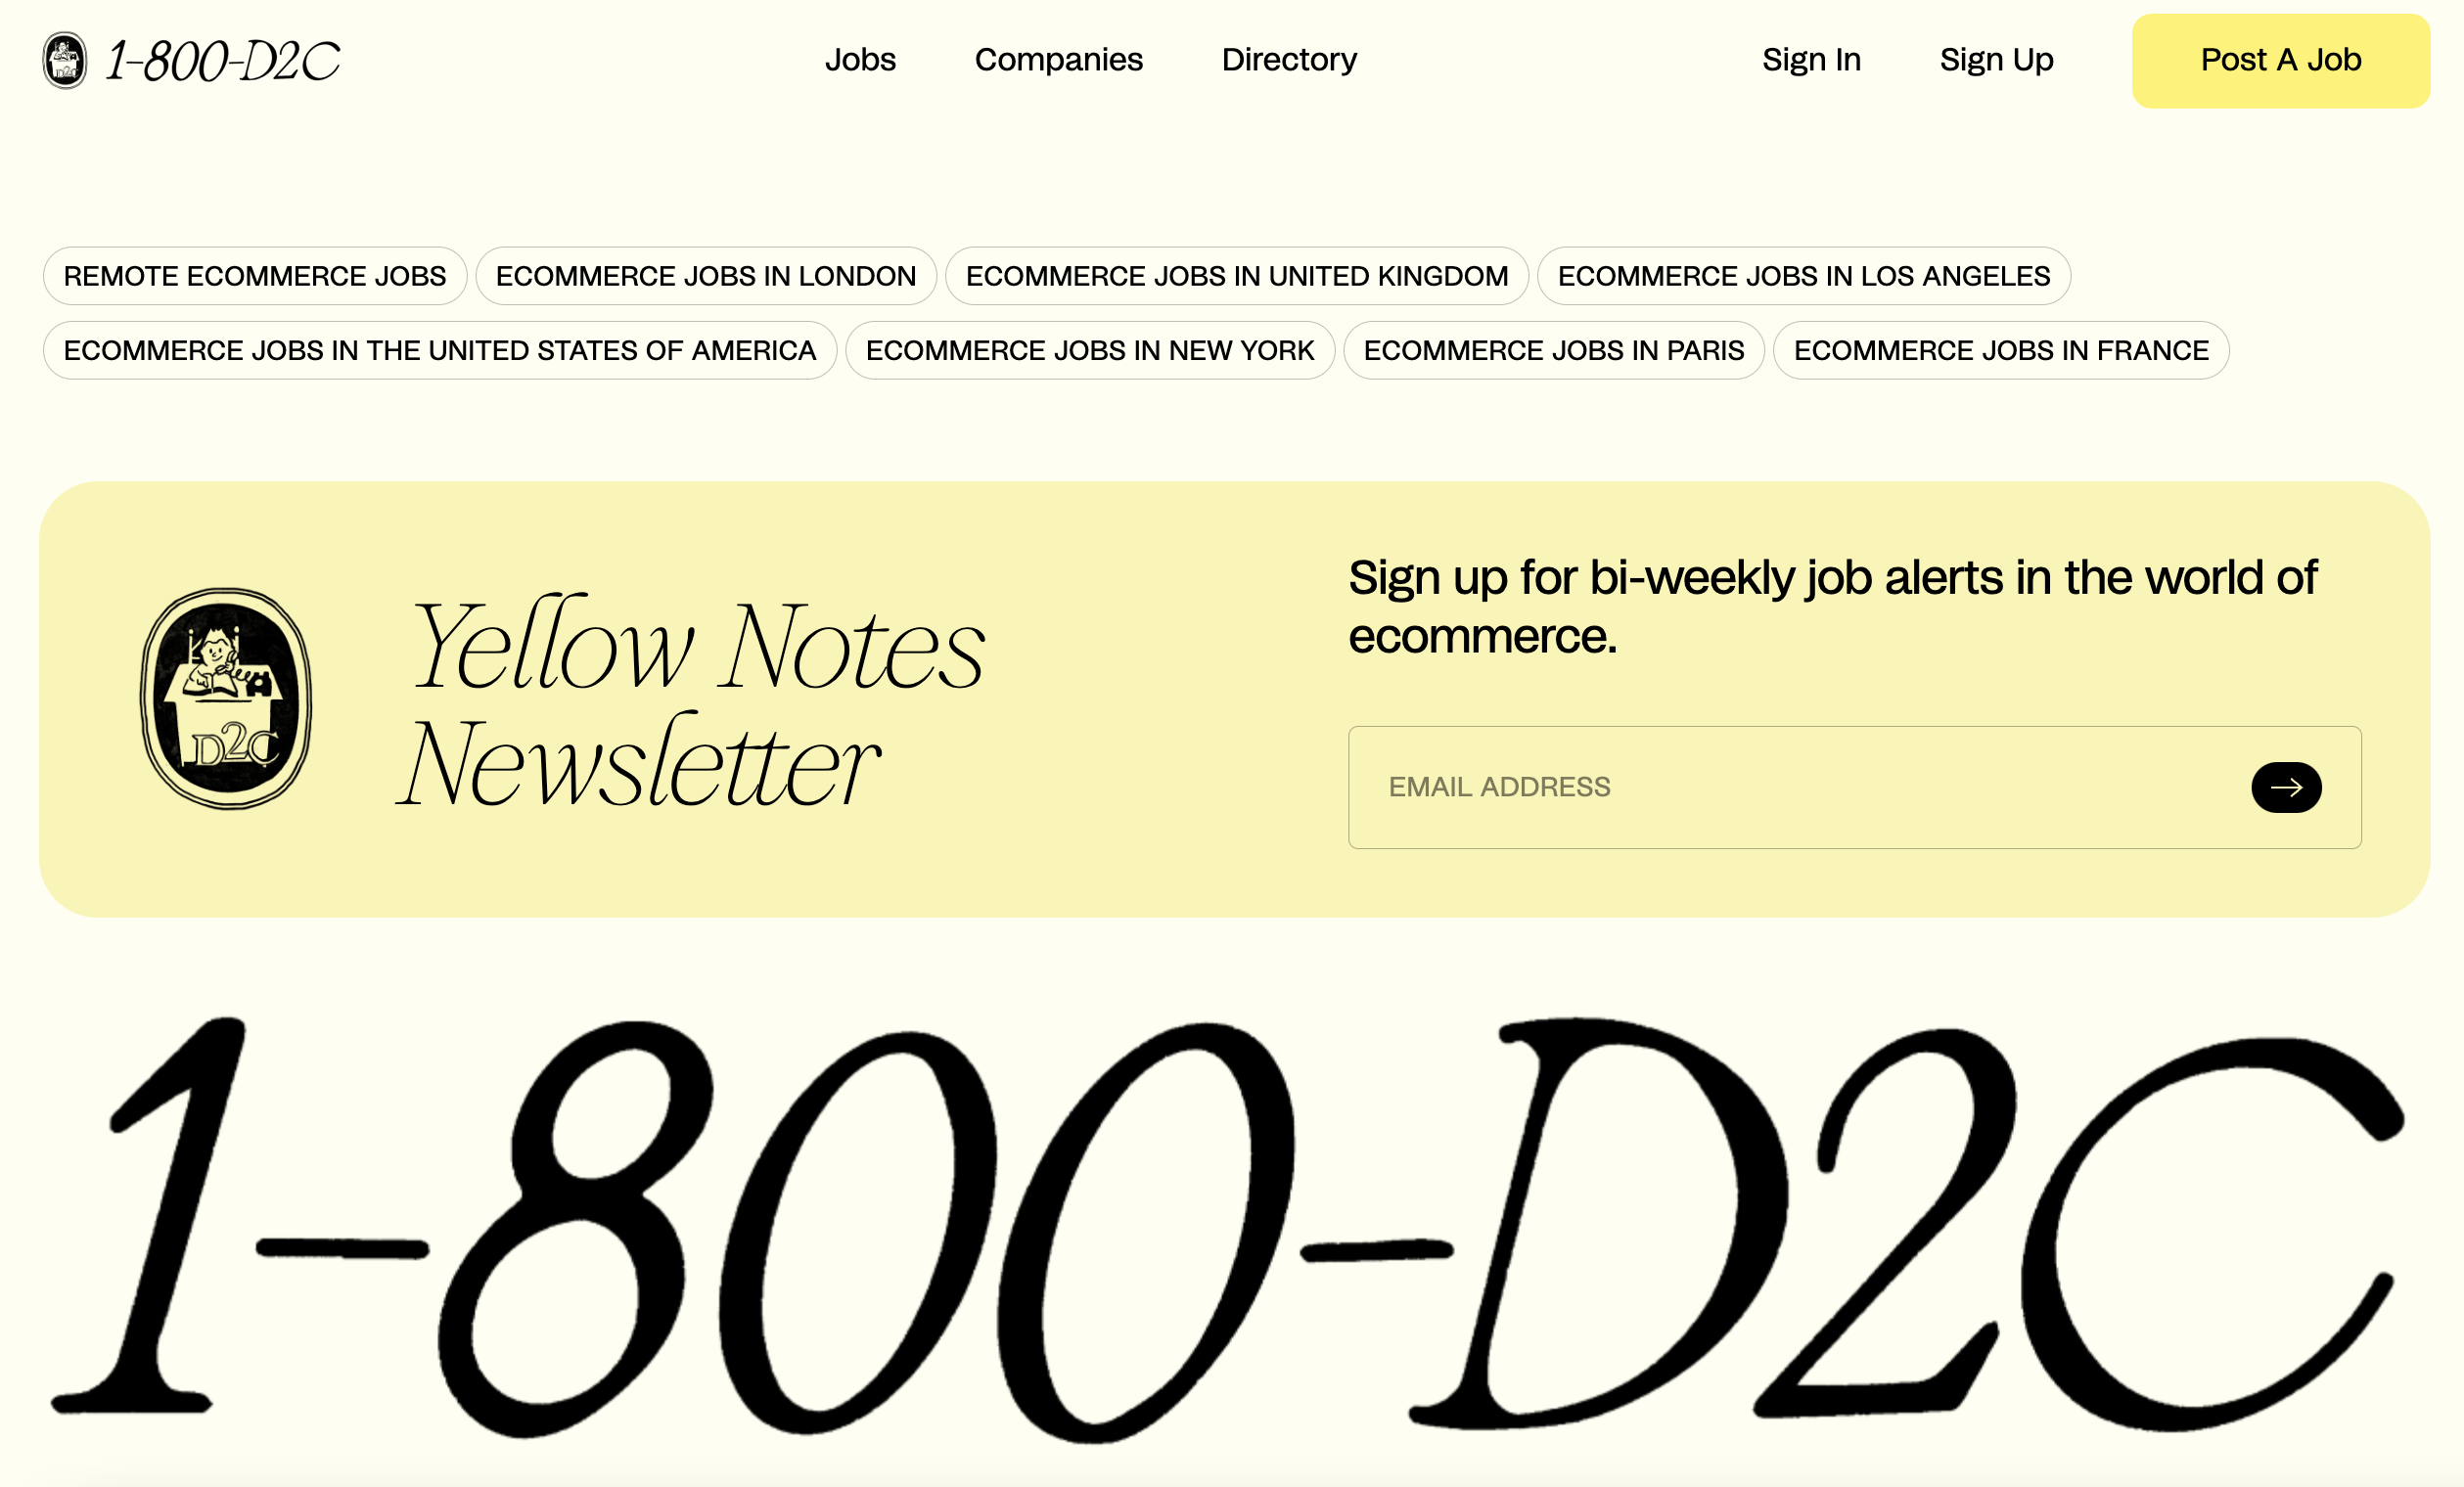 1-800-D2C
Jobs Companies Directory Sign In Sign Up Post A Job
REMOTE ECOMMERCE JOBS ECOMMERCE JOBS IN LONDON ECOMMERCE JOBS IN UNITED KINGDOM ECOMMERCE JOBS IN LOS ANGELES
ECOMMERCE JOBS IN THE UNITED STATES OF AMERICA ECOMMERCE JOBS IN NEW YORK ECOMMERCE JOBS IN PARIS ECOMMERCE JOBS IN FRANCE
D2C
Yellow Notes
Newsletter
Sign up for bi-weekly job alerts in the world of
ecommerce.
EMAIL ADDRESS
1-800-D2C